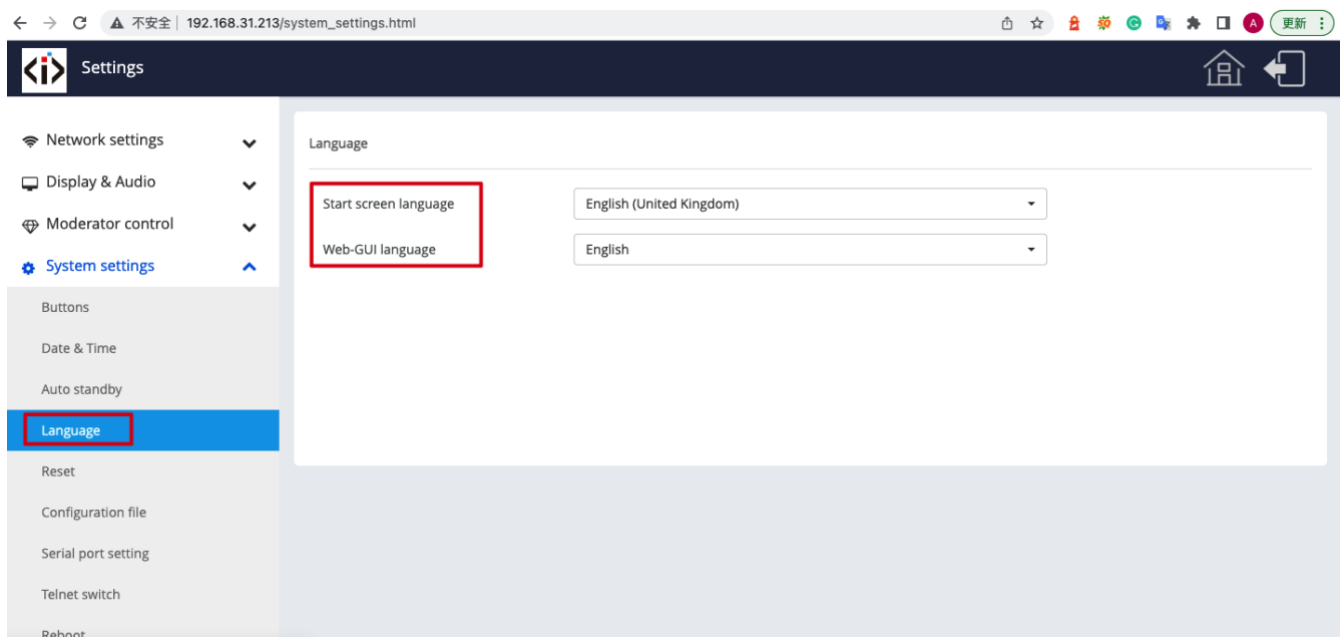 不安全 | 192.168.31.213/system_settings.html
更新
Settings
Network settings
Display & Audio
Moderator control
System settings
Buttons
Date & Time
Auto standby
Language
Reset
Configuration file
Serial port setting
Telnet switch
Reboot
Language
Start screen language
English (United Kingdom)
Web-GUI language
English